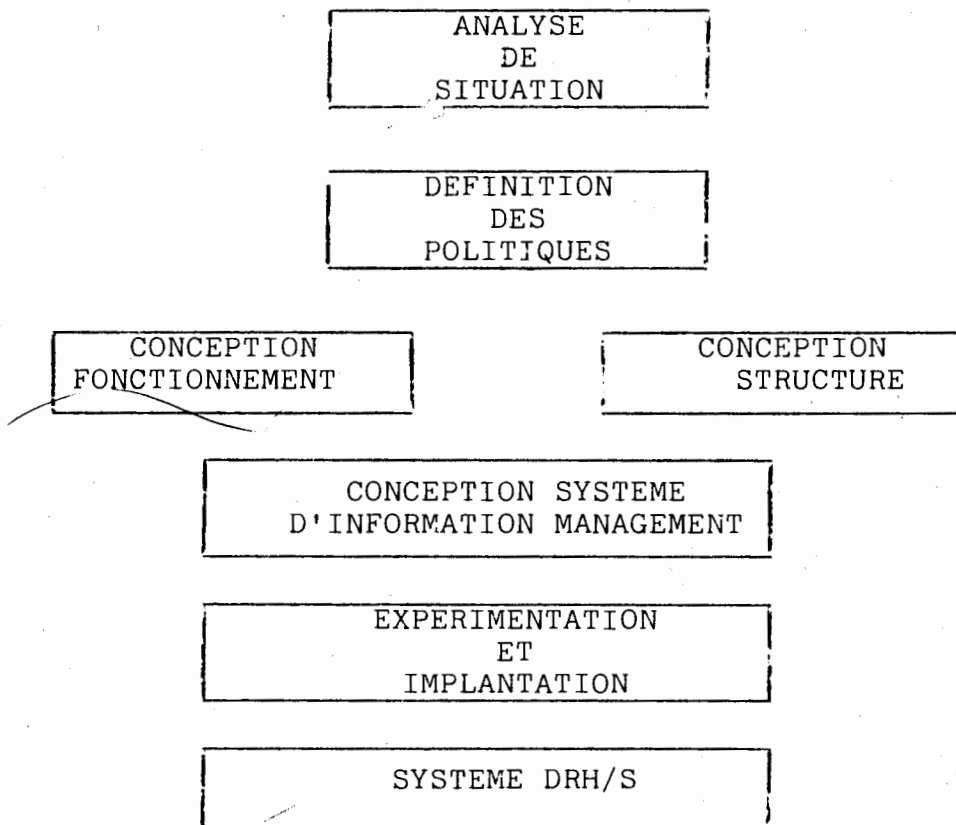 ANALYSE
DE
SITUATION
DEFINITION
DES
POLITIQUES
CONCEPTION
FONCTIONNEMENT
CONCEPTION
STRUCTURE
CONCEPTION SYSTEME
D'INFORMATION MANAGEMENT
EXPERIMENTATION
ET
IMPLANTATION
SYSTEME DRH/S